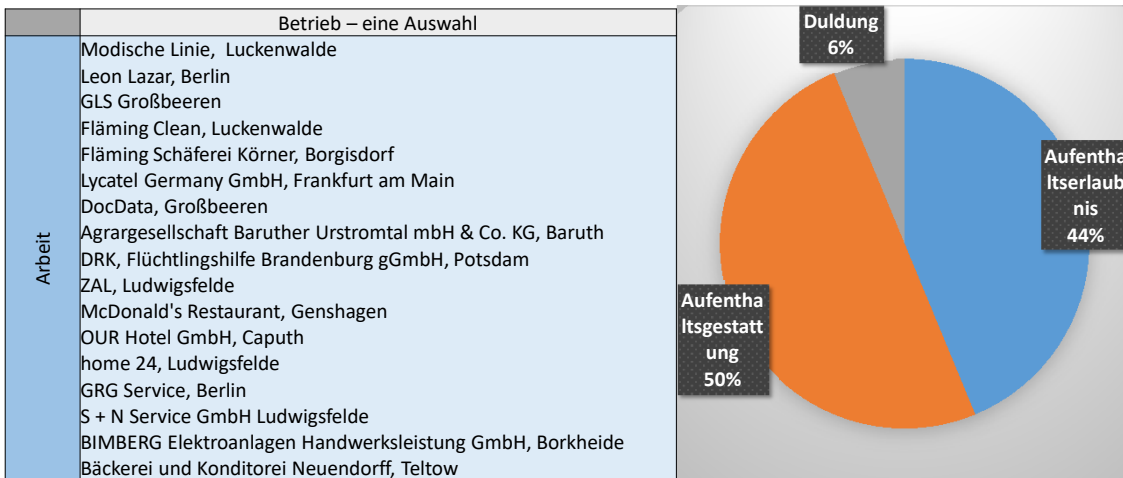 Betrieb – eine Auswahl
Arbeit
Modische Linie, Luckenwalde
Leon Lazar, Berlin
GLS Großbeeren
Fläming Clean, Luckenwalde
Fläming Schäferei Körner, Borgisdorf
Lycatel Germany GmbH, Frankfurt am Main
DocData, Großbeeren
Agrargesellschaft Baruther Urstromtal mbH & Co. KG, Baruth
DRK, Flüchtlingshilfe Brandenburg gGmbH, Potsdam
ZAL, Ludwigsfelde
McDonald's Restaurant, Genshagen
OUR Hotel GmbH, Caputh
home 24, Ludwigsfelde
GRG Service, Berlin
S + N Service GmbH Ludwigsfelde
BIMBERG Elektroanlagen Handwerksleistung GmbH, Borkheide
Bäckerei und Konditorei Neuendorff, Teltow
Duldung
6%
Aufentha
ltserlaub
nis
44%
Aufentha
ltsgestatt
ung
50%